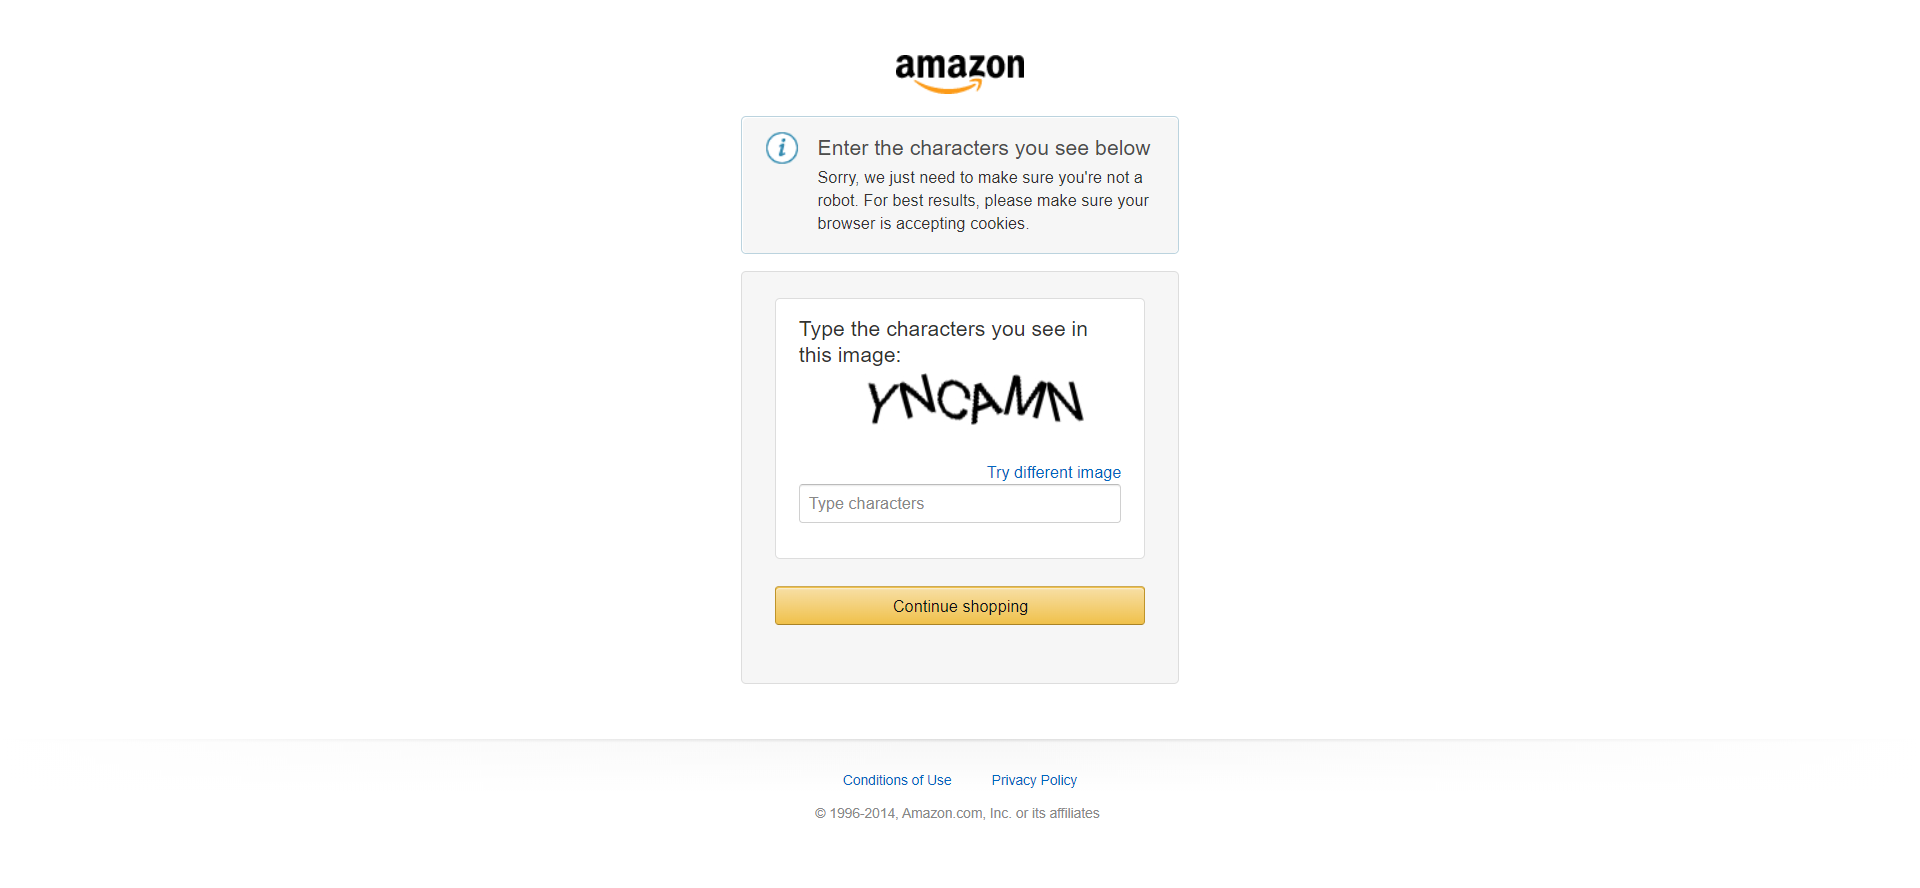 amazon
Enter the characters you see below
Sorry, we just need to make sure you're not a
robot. For best results, please make sure your
browser is accepting cookies.
Type the characters you see in
this image:
YNCAMN
Try different image
Type characters
Continue shopping
Conditions of Use Privacy Policy
© 1996-2014, Amazon.com, Inc. or its affiliates